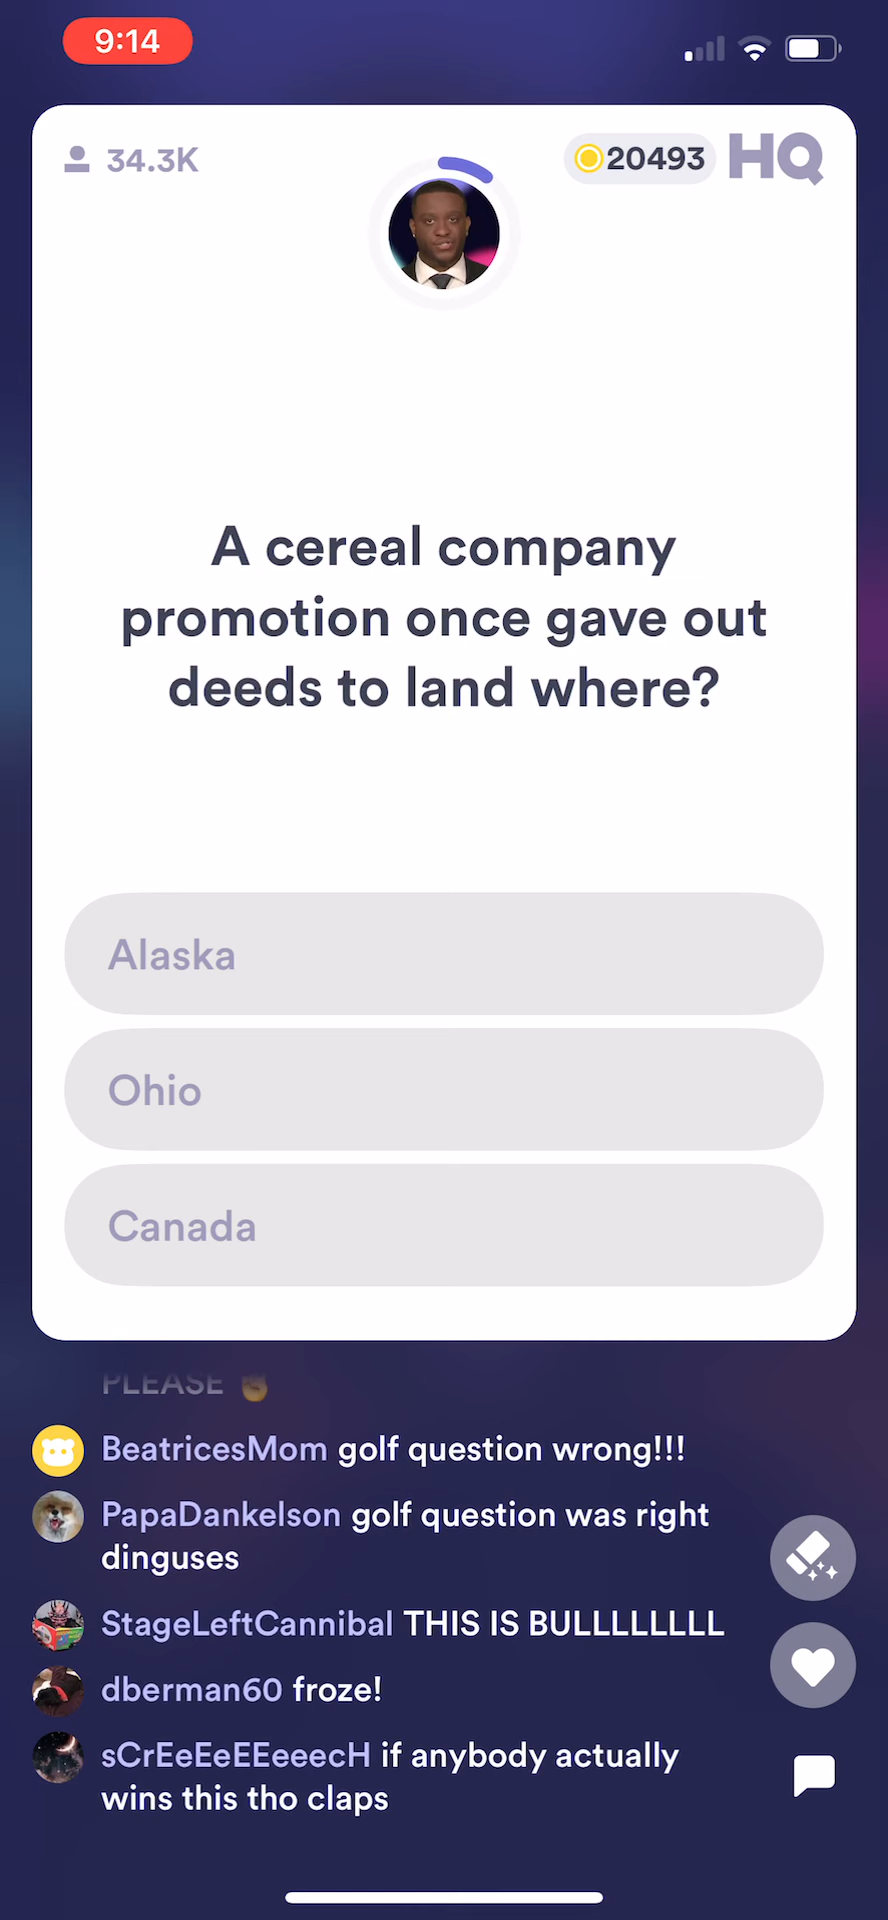 9:14
34.3K
20493 HQ
A cereal company
promotion once gave out
deeds to land where?
Alaska
Ohio
Canada
PLEASE ✊
BeatricesMom golf question wrong!!!
PapaDankelson golf question was right
dinguses
StageLeftCannibal THIS IS BULLLLLLLL
dberman60 froze!
sCrEeEeEEeeecH if anybody actually
wins this tho claps